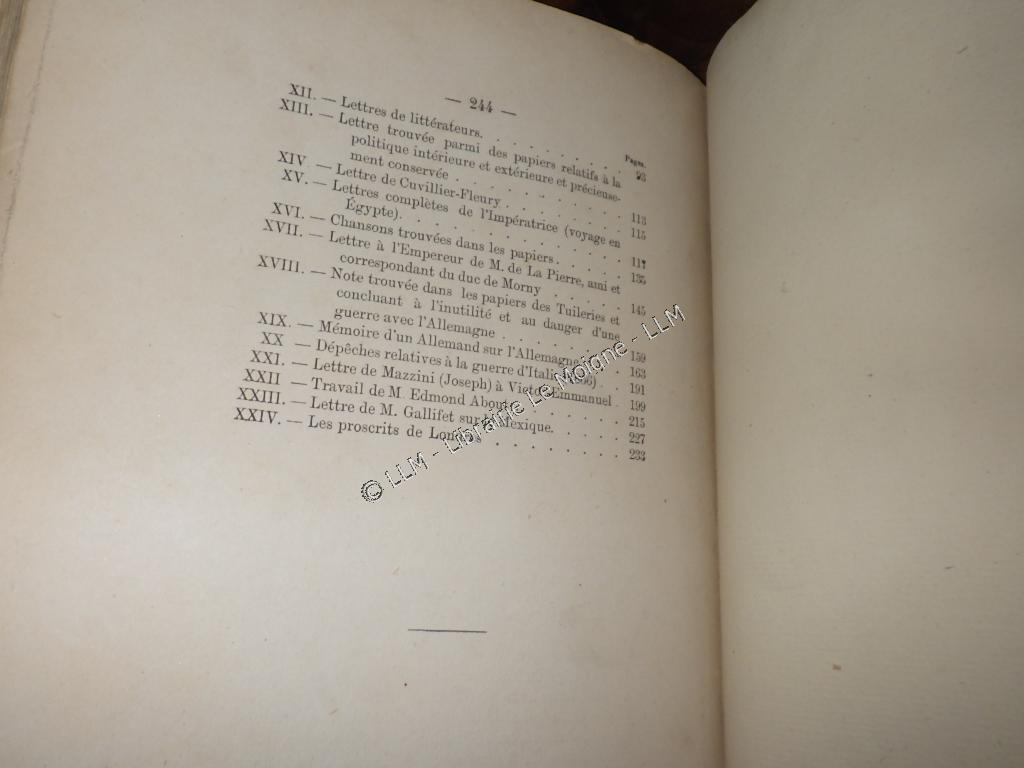 — 244 —
Pages.
XII. — Lettres de littérateurs. . . . . . . . . 93
XIII. — Lettre trouvée parmi des papiers relatifs à la
politique intérieure et extérieure et précieuse-
ment conservée . . . . . . . . . 113
XIV — Lettre de Cuvillier-Fleury . . . . . . . 115
XV. — Lettres complètes de l'Impératrice (voyage en
Égypte). . . . . . . . . . 117
XVI. — Chansons trouvées dans les papiers. . . . . 135
XVII. — Lettre à l'Empereur de M. de La Pierre, ami et
correspondant du duc de Morny . . . . . 145
XVIII. — Note trouvée dans les papiers des Tuileries et
concluant à l'inutilité et au danger d'une
guerre avec l'Allemagne . . . . . . . 159
XIX. — Mémoire d'un Allemand sur l'Allemagne . . . 163
XX — Dépêches relatives à la guerre d'Italie (1866) . . 191
XXI. — Lettre de Mazzini (Joseph) à Victor-Emmanuel . 199
XXII — Travail de M. Edmond About . . . . . . 215
XXIII. — Lettre de M. Gallifet sur le Mexique. . . . . 227
XXIV. — Les proscrits de Londres . . . . . . . . 233
© LLM - Librairie Le Moigne - LLM